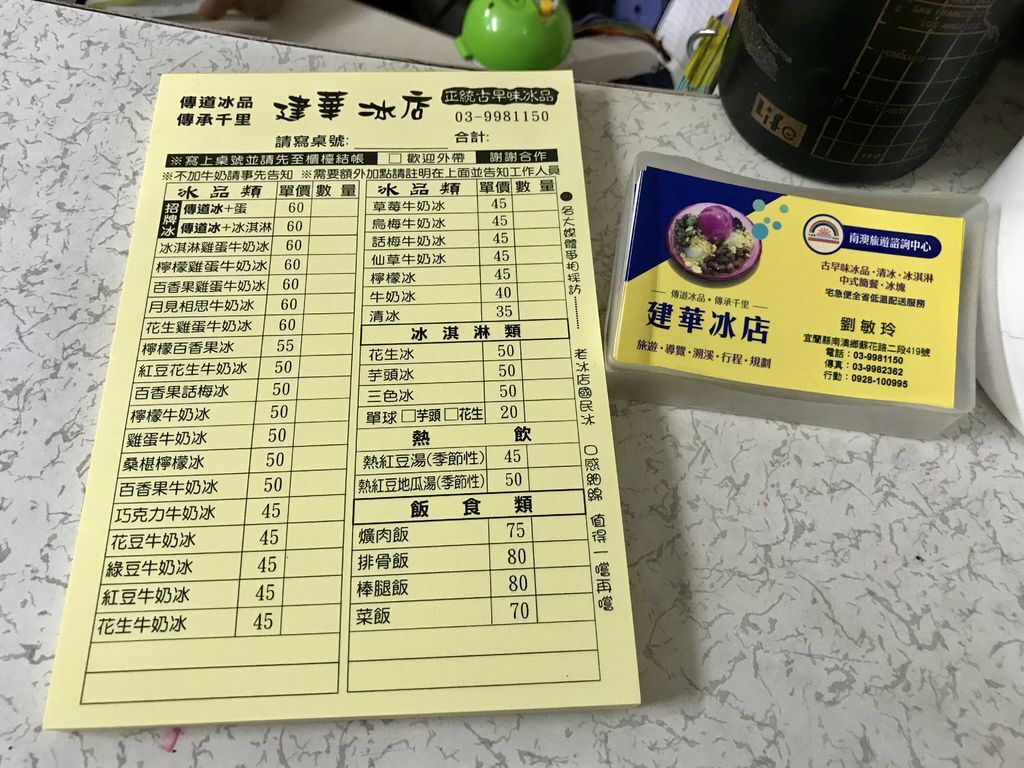 傳道冰品
傳承千里
建華冰店
正統古早味冰品
03-9981150
請寫桌號: 合計:
※寫上桌號並請先至櫃檯結帳 □ 歡迎外帶 謝謝合作
※不加牛奶請事先告知 ※需要額外加點請註明在上面並告知工作人員
冰品類 單價 數量
招牌冰
傳道冰+蛋 60
傳道冰+冰淇淋 60
冰淇淋雞蛋牛奶冰 60
檸檬雞蛋牛奶冰 60
百香果雞蛋牛奶冰 60
月見相思牛奶冰 60
花生雞蛋牛奶冰 60
檸檬百香果冰 55
紅豆花生牛奶冰 50
百香果話梅冰 50
檸檬牛奶冰 50
雞蛋牛奶冰 50
桑椹檸檬冰 50
百香果牛奶冰 50
巧克力牛奶冰 45
花豆牛奶冰 45
綠豆牛奶冰 45
紅豆牛奶冰 45
花生牛奶冰 45
冰品類 單價 數量
草莓牛奶冰 45
烏梅牛奶冰 45
話梅牛奶冰 45
仙草牛奶冰 45
檸檬冰 45
牛奶冰 40
清冰 35
冰淇淋類
花生冰 50
芋頭冰 50
三色冰 50
單球 □芋頭 □花生 20
熱飲
熱紅豆湯(季節性) 45
熱紅豆地瓜湯(季節性) 50
飯食類
爌肉飯 75
排骨飯 80
棒腿飯 80
菜飯 70
●各大媒體爭相採訪………… 老冰店國民冰 口感細綿 值得一嚐再嚐
南澳旅遊諮詢中心
古早味冰品·清冰·冰淇淋
中式簡餐·冰塊
宅急便全省低溫配送服務
傳道冰品·傳承千里
建華冰店
旅遊·導覽·溯溪·行程·規劃
劉敏玲
宜蘭縣南澳鄉蘇花路二段419號
電話：03-9981150
傳真：03-9982362
行動：0928-100995
Life